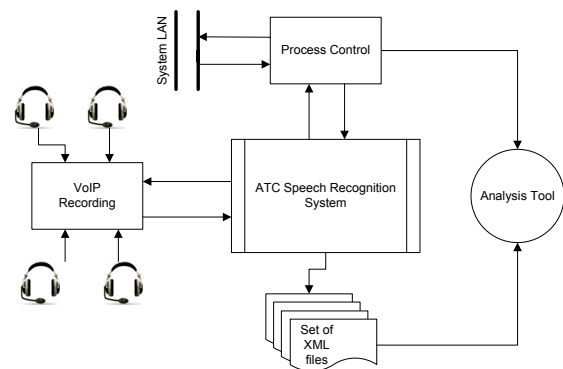 System LAN
Process Control
VoIP
Recording
ATC Speech Recognition
System
Analysis Tool
Set of
XML
files